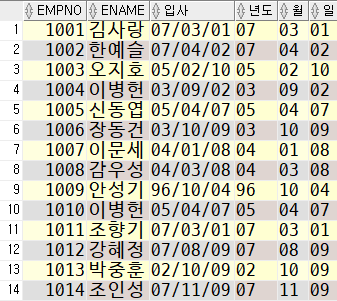 EMPNO ENAME 입사 년도 월 일
1 1001 김사랑 07/03/01 07 03 01
2 1002 한예슬 07/04/02 07 04 02
3 1003 오지호 05/02/10 05 02 10
4 1004 이병헌 03/09/02 03 09 02
5 1005 신동엽 05/04/07 05 04 07
6 1006 장동건 03/10/09 03 10 09
7 1007 이문세 04/01/08 04 01 08
8 1008 감우성 04/03/08 04 03 08
9 1009 안성기 96/10/04 96 10 04
10 1010 이병헌 05/04/07 05 04 07
11 1011 조향기 07/03/01 07 03 01
12 1012 강혜정 07/08/09 07 08 09
13 1013 박중훈 02/10/09 02 10 09
14 1014 조인성 07/11/09 07 11 09